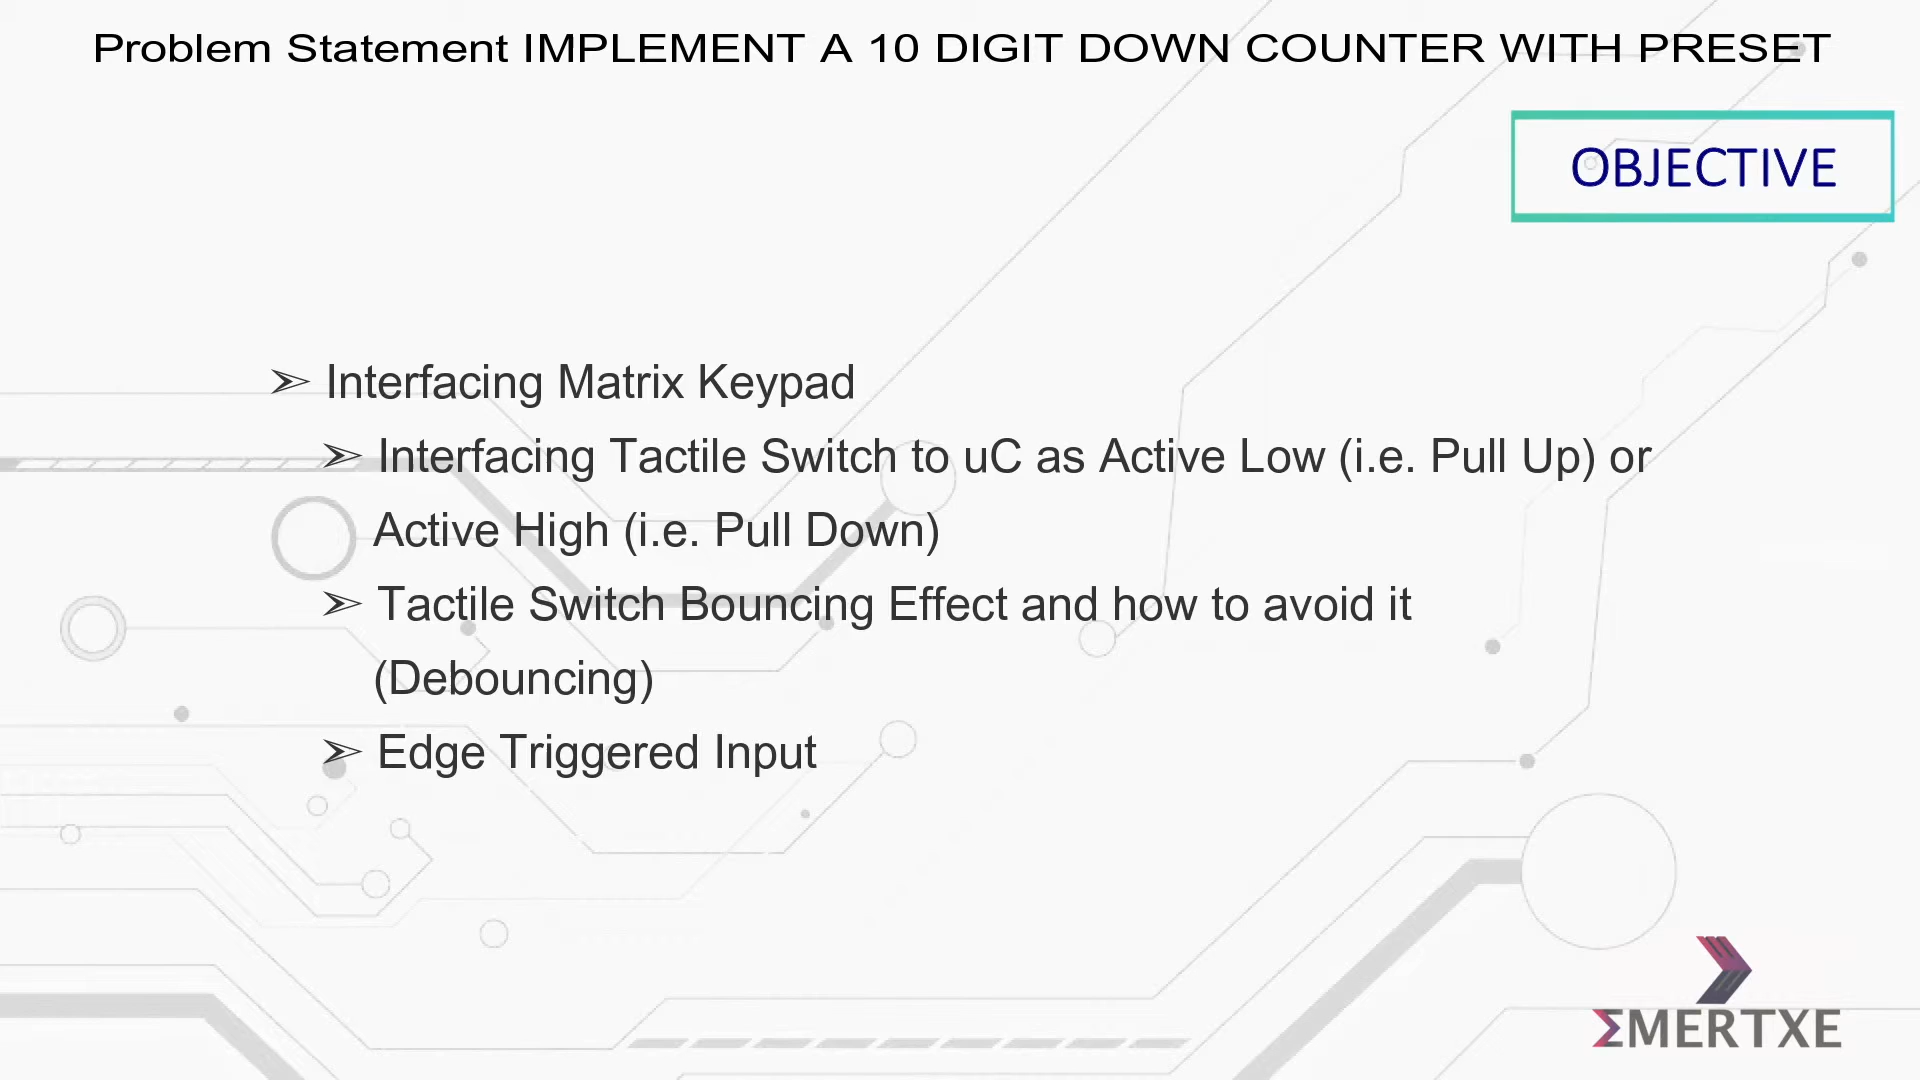 Problem Statement IMPLEMENT A 10 DIGIT DOWN COUNTER WITH PRESET
OBJECTIVE
➢ Interfacing Matrix Keypad
➢ Interfacing Tactile Switch to uC as Active Low (i.e. Pull Up) or
Active High (i.e. Pull Down)
➢ Tactile Switch Bouncing Effect and how to avoid it
(Debouncing)
➢ Edge Triggered Input
EMERTXE